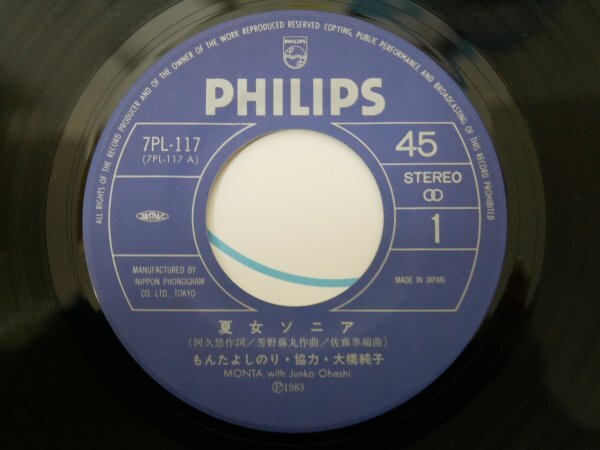 ALL RIGHTS OF THE RECORD PRODUCER AND OF THE OWNER OF THE WORK REPRODUCED RESERVED COPYING, PUBLIC PERFORMANCE AND BROADCASTING OF THIS RECORD PROHIBITED
PHILIPS
PHILIPS
7PL-117
(7PL-117 A)
45
STEREO
1
JASRAC
MANUFACTURED BY
NIPPON PHONOGRAM
CO. LTD., TOKYO
MADE IN JAPAN
夏女ソニア
(阿久悠作詞/芳野藤丸作曲/佐藤準編曲)
もんたよしのり・協力・大橋純子
MONTA with Junko Ohashi
Ⓟ1983